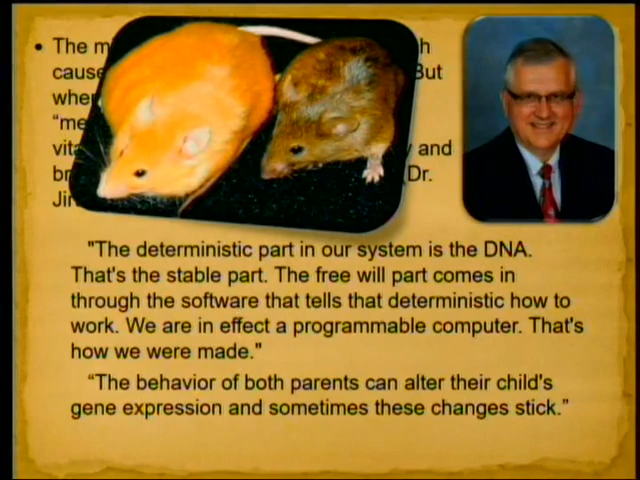 • The m h
cause But
when
“me
vita and
br (Dr.
Jir
"The deterministic part in our system is the DNA.
That's the stable part. The free will part comes in
through the software that tells that deterministic how to
work. We are in effect a programmable computer. That's
how we were made."
“The behavior of both parents can alter their child's
gene expression and sometimes these changes stick.”